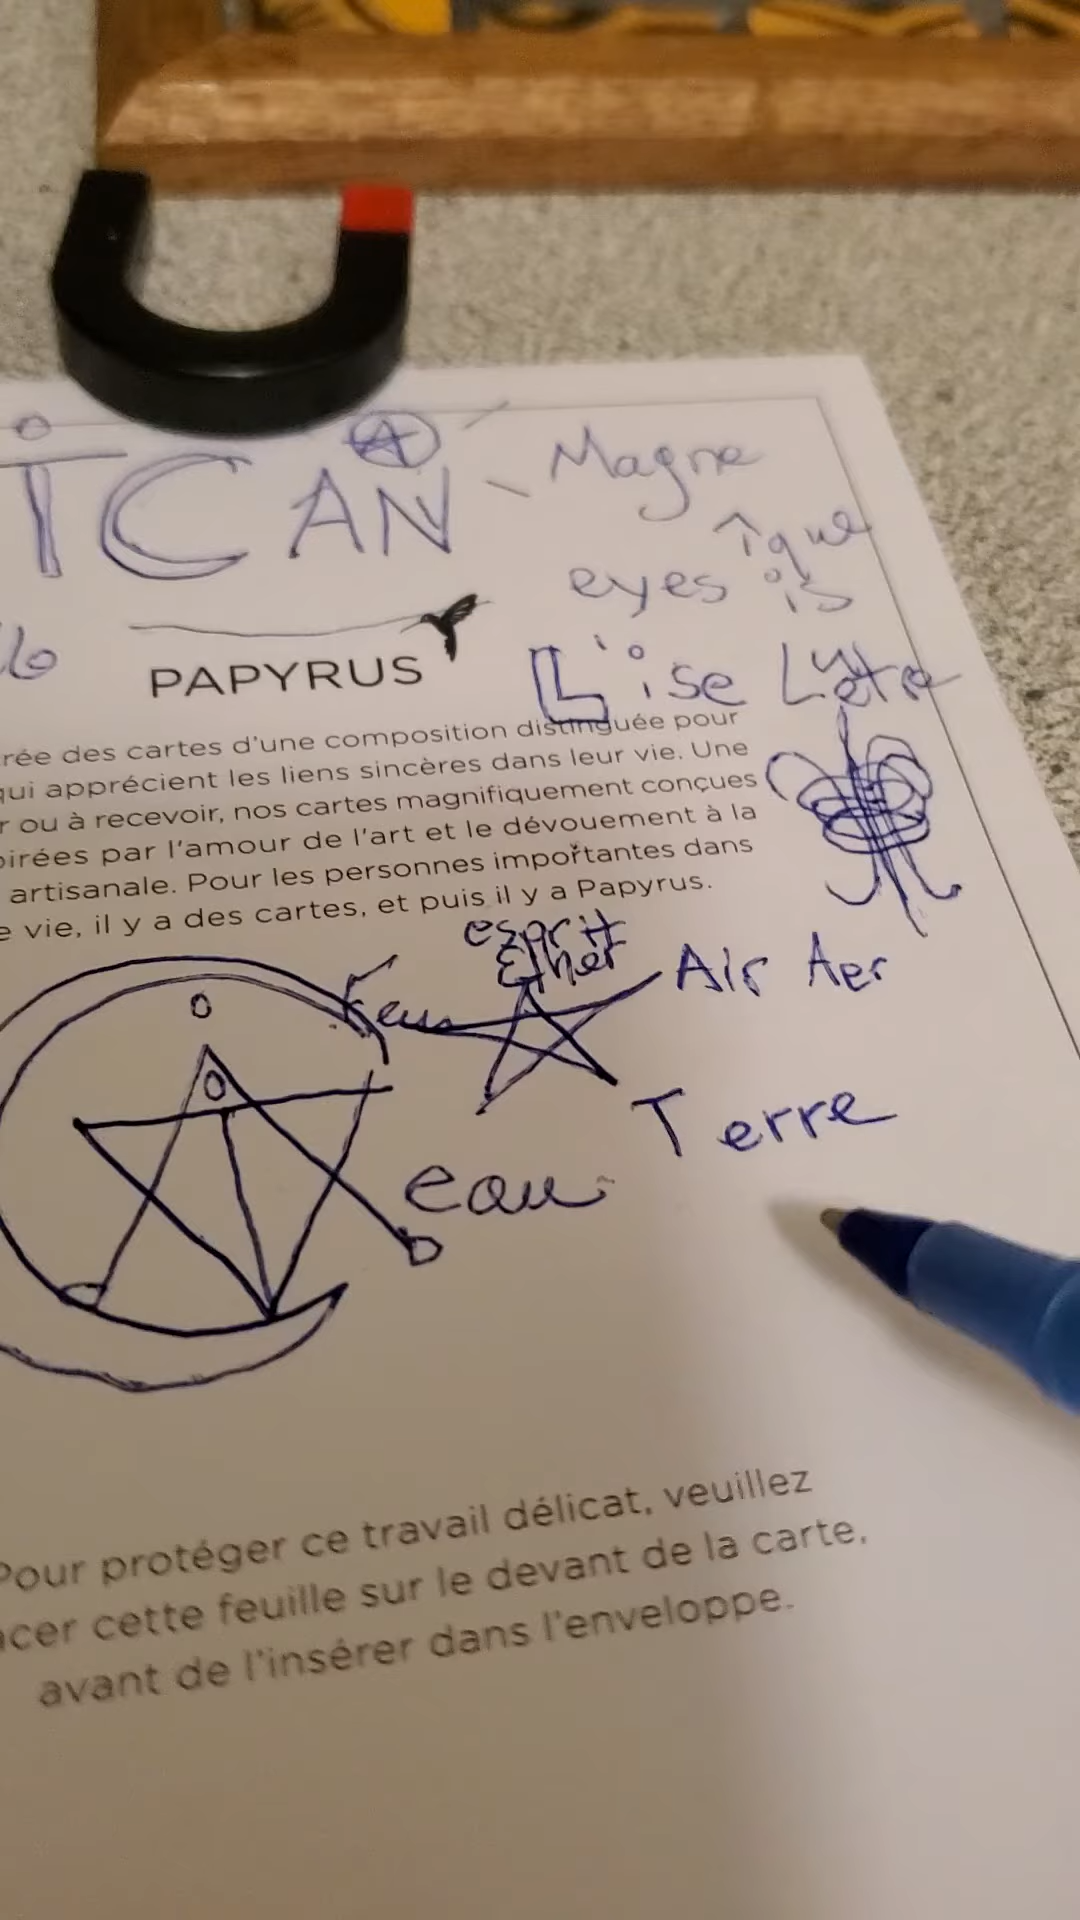 TCAN
Magne
îque
eyes is
L'ise
PAPYRUS
rée des cartes d'une composition distinguée pour
qui apprécient les liens sincères dans leur vie. Une
r ou à recevoir, nos cartes magnifiquement conçues
irées par l'amour de l'art et le dévouement à la
artisanale. Pour les personnes importantes dans
e vie, il y a des cartes, et puis il y a Papyrus.
esprit
Ether
Feu
Air Aer
Terre
eau
Pour protéger ce travail délicat, veuillez
acer cette feuille sur le devant de la carte,
avant de l'insérer dans l'enveloppe.